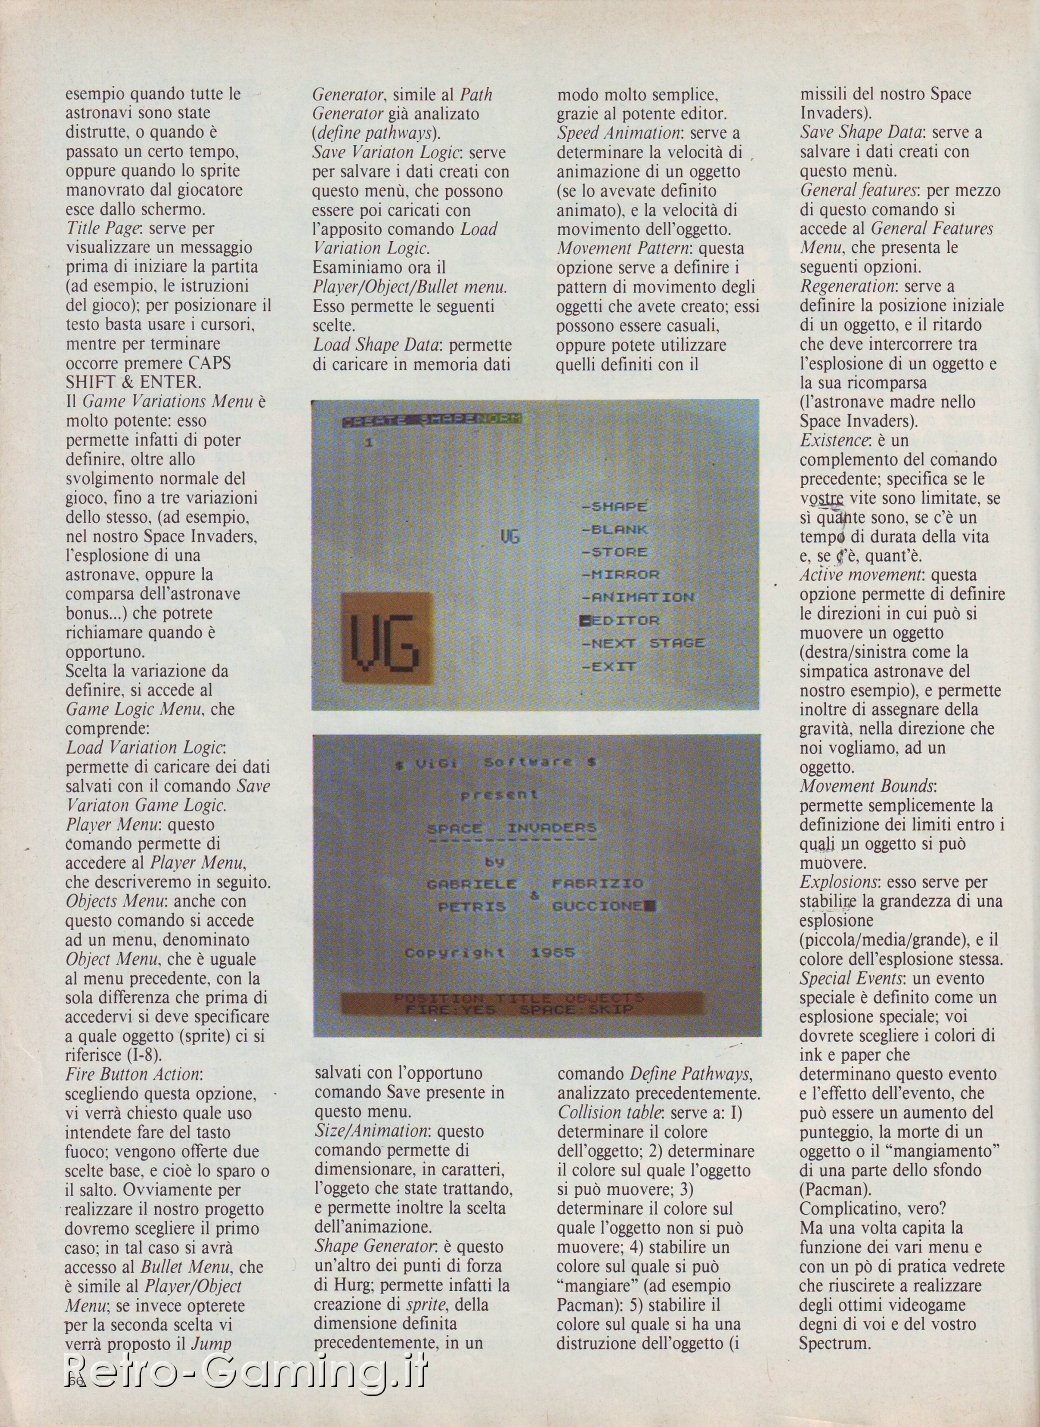 esempio quando tutte le
astronavi sono state
distrutte, o quando è
passato un certo tempo,
oppure quando lo sprite
manovrato dal giocatore
esce dallo schermo.
Title Page: serve per
visualizzare un messaggio
prima di iniziare la partita
(ad esempio, le istruzioni
del gioco); per posizionare il
testo basta usare i cursori,
mentre per terminare
occorre premere CAPS
SHIFT & ENTER.
Il Game Variations Menu è
molto potente: esso
permette infatti di poter
definire, oltre allo
svolgimento normale del
gioco, fino a tre variazioni
dello stesso, (ad esempio,
nel nostro Space Invaders,
l'esplosione di una
astronave, oppure la
comparsa dell'astronave
bonus...) che potrete
richiamare quando è
opportuno.
Scelta la variazione da
definire, si accede al
Game Logic Menu, che
comprende:
Load Variation Logic:
permette di caricare dei dati
salvati con il comando Save
Variaton Game Logic.
Player Menu: questo
comando permette di
accedere al Player Menu,
che descriveremo in seguito.
Objects Menu: anche con
questo comando si accede
ad un menu, denominato
Object Menu, che è uguale
al menu precedente, con la
sola differenza che prima di
accedervi si deve specificare
a quale oggetto (sprite) ci si
riferisce (I-8).
Fire Button Action:
scegliendo questa opzione,
vi verrà chiesto quale uso
intendete fare del tasto
fuoco; vengono offerte due
scelte base, e cioè lo sparo o
il salto. Ovviamente per
realizzare il nostro progetto
dovremo scegliere il primo
caso; in tal caso si avrà
accesso al Bullet Menu, che
è simile al Player/Object
Menu; se invece opterete
per la seconda scelta vi
verrà proposto il Jump
Generator, simile al Path
Generator già analizato
(define pathways).
Save Variaton Logic: serve
per salvare i dati creati con
questo menù, che possono
essere poi caricati con
l'apposito comando Load
Variation Logic.
Esaminiamo ora il
Player/Object/Bullet menu.
Esso permette le seguenti
scelte.
Load Shape Data: permette
di caricare in memoria dati
CREATE SHAPE NORM
1
VG
-SHAPE
-BLANK
-STORE
-MIRROR
-ANIMATION
EDITOR
-NEXT STAGE
-EXIT
VG
$ ViGi Software $
present
SPACE INVADERS
by
GABRIELE FABRIZIO
&
PETRIS GUCCIONE
Copyright 1985
POSITION TITLE OBJECTS
FIRE:YES SPACE:SKIP
salvati con l'opportuno
comando Save presente in
questo menu.
Size/Animation: questo
comando permette di
dimensionare, in caratteri,
l'oggeto che state trattando,
e permette inoltre la scelta
dell'animazione.
Shape Generator: è questo
un'altro dei punti di forza
di Hurg; permette infatti la
creazione di sprite, della
dimensione definita
precedentemente, in un
modo molto semplice,
grazie al potente editor.
Speed Animation: serve a
determinare la velocità di
animazione di un oggetto
(se lo avevate definito
animato), e la velocità di
movimento dell'oggetto.
Movement Pattern: questa
opzione serve a definire i
pattern di movimento degli
oggetti che avete creato; essi
possono essere casuali,
oppure potete utilizzare
quelli definiti con il
comando Define Pathways,
analizzato precedentemente.
Collision table: serve a: I)
determinare il colore
dell'oggetto; 2) determinare
il colore sul quale l'oggetto
si può muovere; 3)
determinare il colore sul
quale l'oggetto non si può
muovere; 4) stabilire un
colore sul quale si può
"mangiare" (ad esempio
Pacman): 5) stabilire il
colore sul quale si ha una
distruzione dell'oggetto (i
missili del nostro Space
Invaders).
Save Shape Data: serve a
salvare i dati creati con
questo menù.
General features: per mezzo
di questo comando si
accede al General Features
Menu, che presenta le
seguenti opzioni.
Regeneration: serve a
definire la posizione iniziale
di un oggetto, e il ritardo
che deve intercorrere tra
l'esplosione di un oggetto e
la sua ricomparsa
(l'astronave madre nello
Space Invaders).
Existence: è un
complemento del comando
precedente; specifica se le
vostre vite sono limitate, se
sì quante sono, se c'è un
tempo di durata della vita
e, se c'è, quant'è.
Active movement: questa
opzione permette di definire
le direzioni in cui può si
muovere un oggetto
(destra/sinistra come la
simpatica astronave del
nostro esempio), e permette
inoltre di assegnare della
gravità, nella direzione che
noi vogliamo, ad un
oggetto.
Movement Bounds:
permette semplicemente la
definizione dei limiti entro i
quali un oggetto si può
muovere.
Explosions: esso serve per
stabilire la grandezza di una
esplosione
(piccola/media/grande), e il
colore dell'esplosione stessa.
Special Events: un evento
speciale è definito come un
esplosione speciale; voi
dovrete scegliere i colori di
ink e paper che
determinano questo evento
e l'effetto dell'evento, che
può essere un aumento del
punteggio, la morte di un
oggetto o il "mangiamento"
di una parte dello sfondo
(Pacman).
Complicatino, vero?
Ma una volta capita la
funzione dei vari menu e
con un pò di pratica vedrete
che riuscirete a realizzare
degli ottimi videogame
degni di voi e del vostro
Spectrum.
Retro-Gaming.it
66